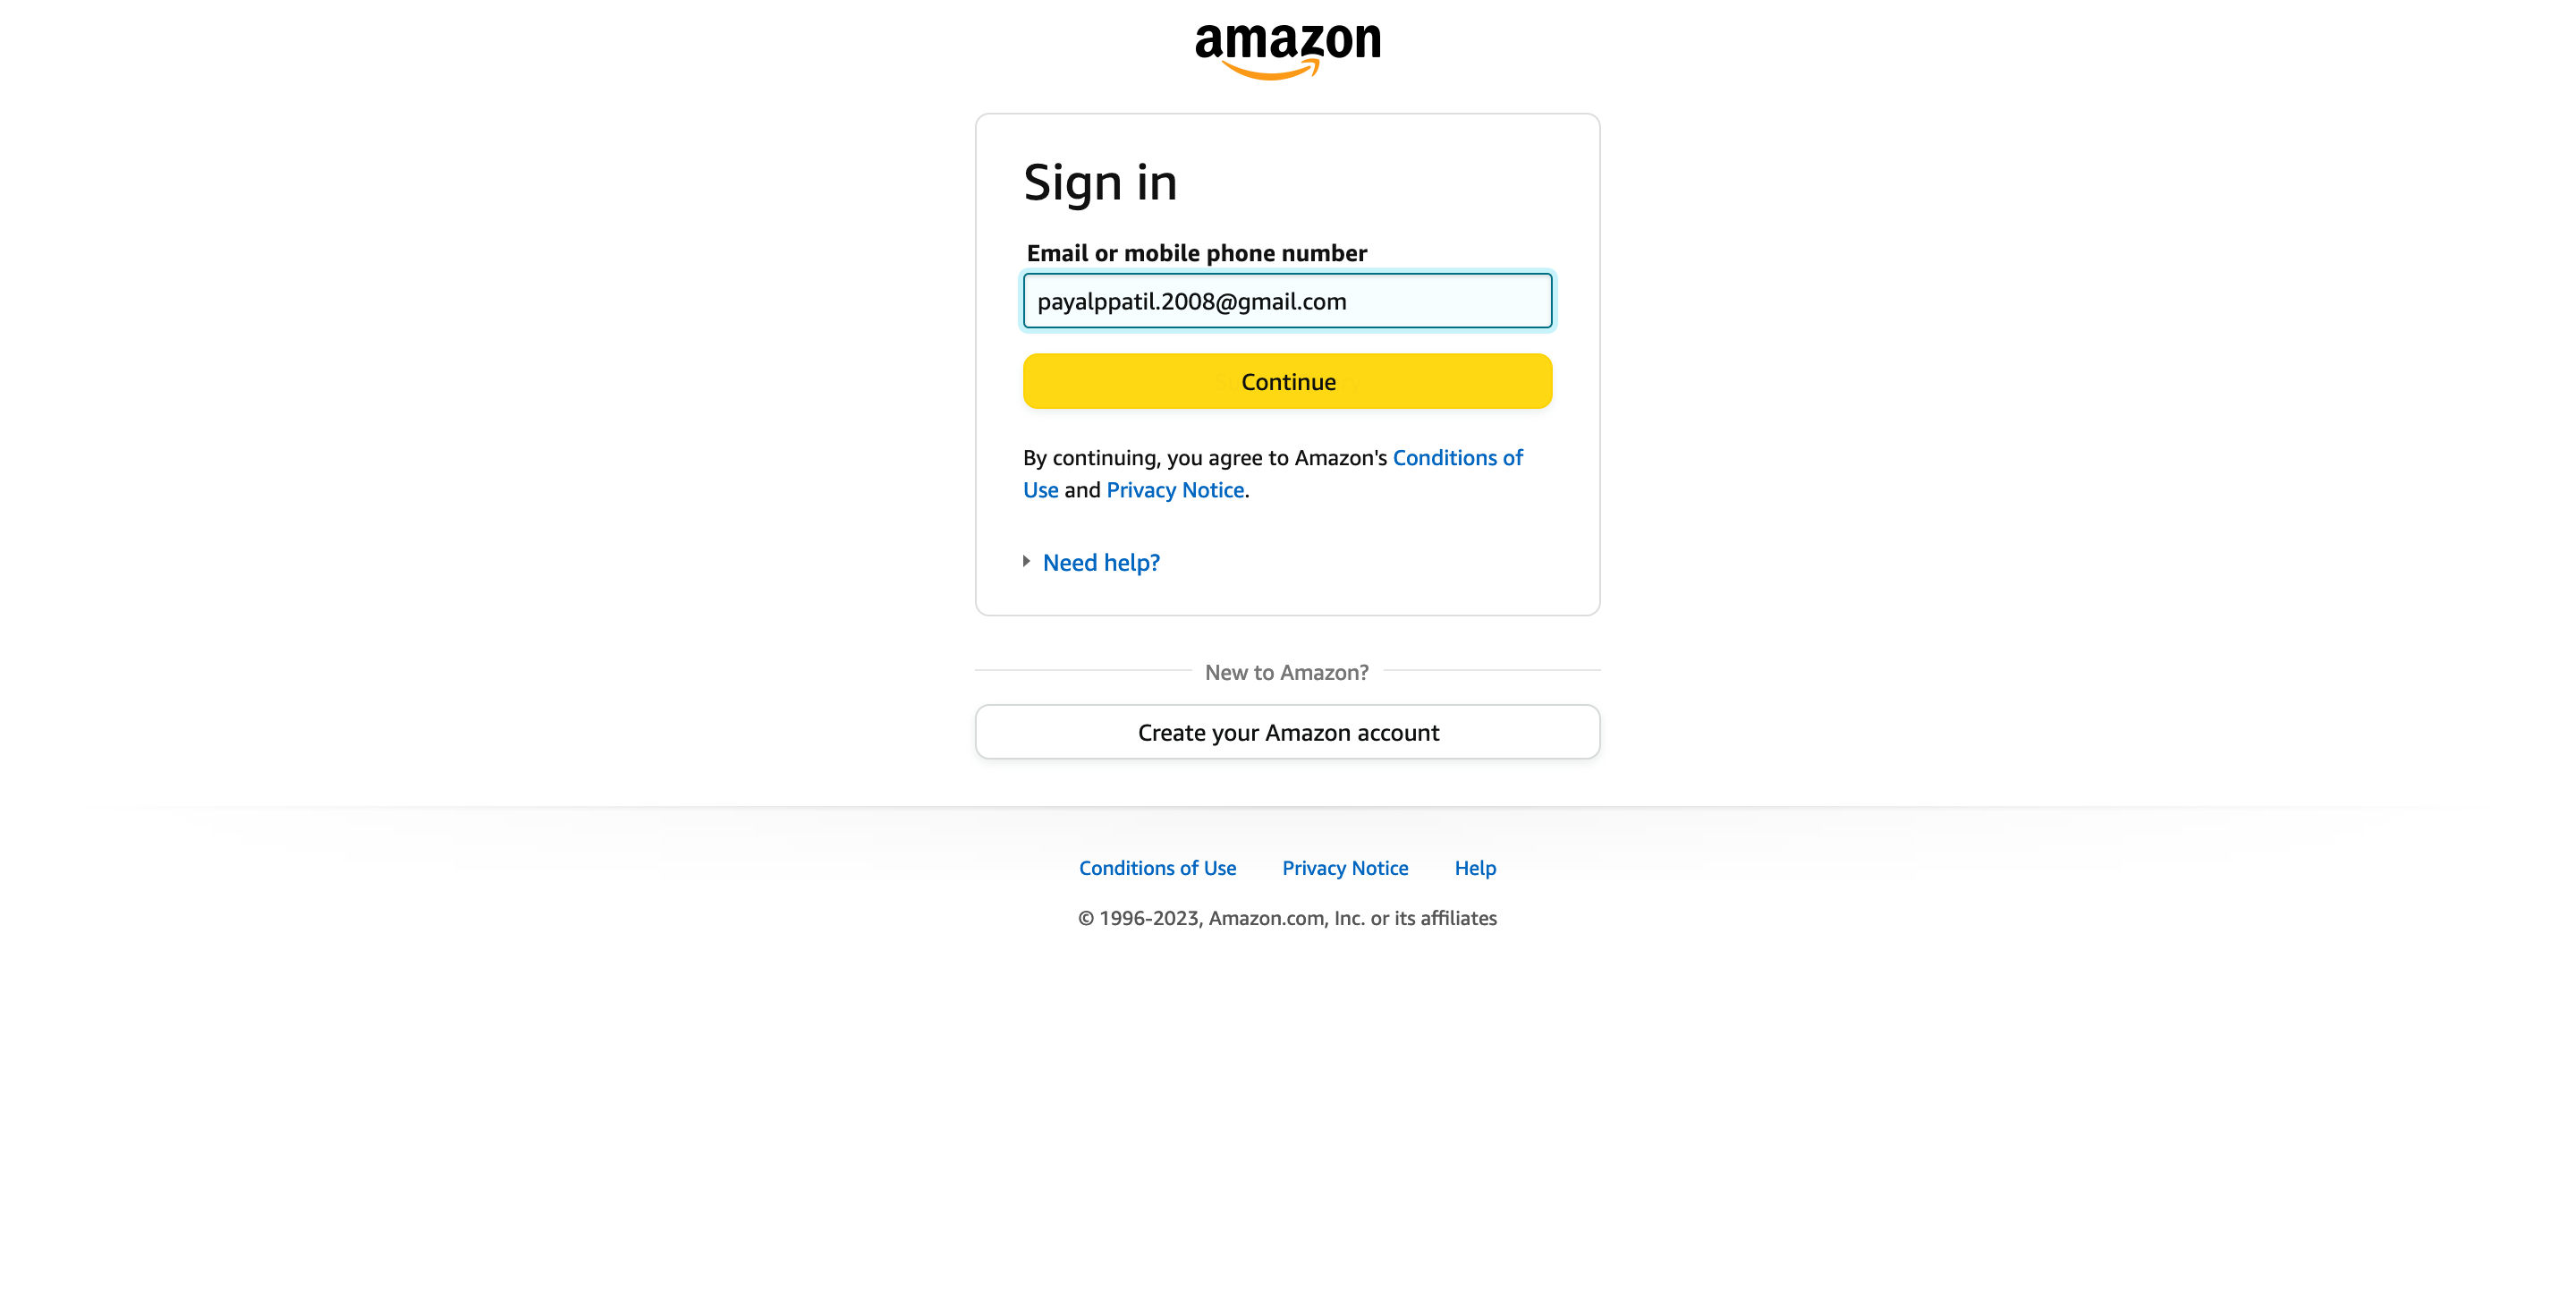 amazon
Sign in
Email or mobile phone number
payalppatil.2008@gmail.com
Continue
By continuing, you agree to Amazon's Conditions of
Use and Privacy Notice.
Need help?
New to Amazon?
Create your Amazon account
Conditions of Use Privacy Notice Help
© 1996-2023, Amazon.com, Inc. or its affiliates